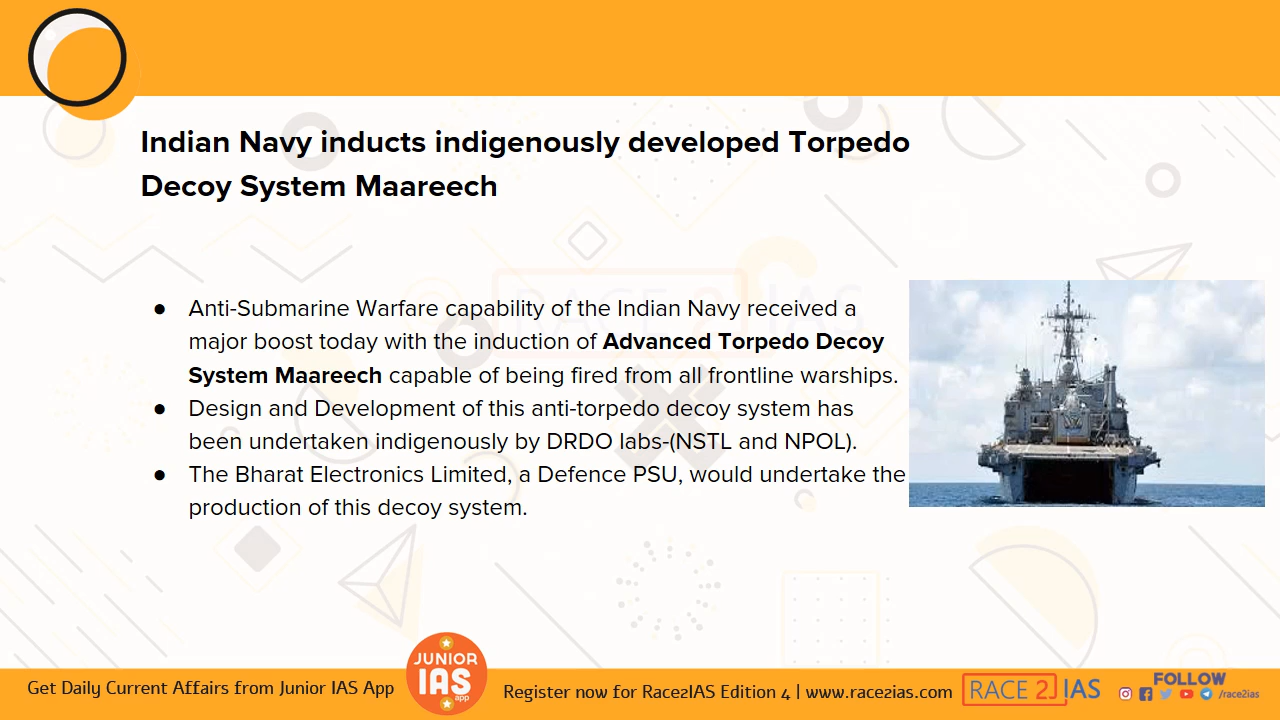 Indian Navy inducts indigenously developed Torpedo
Decoy System Maareech
RACE 2 IAS
● Anti-Submarine Warfare capability of the Indian Navy received a
major boost today with the induction of Advanced Torpedo Decoy
System Maareech capable of being fired from all frontline warships.
● Design and Development of this anti-torpedo decoy system has
been undertaken indigenously by DRDO labs-(NSTL and NPOL).
● The Bharat Electronics Limited, a Defence PSU, would undertake the
production of this decoy system.
Get Daily Current Affairs from Junior IAS App
JUNIOR
IAS
app
Register now for Race2IAS Edition 4 | www.race2ias.com
RACE 2 IAS
FOLLOW
/race2ias